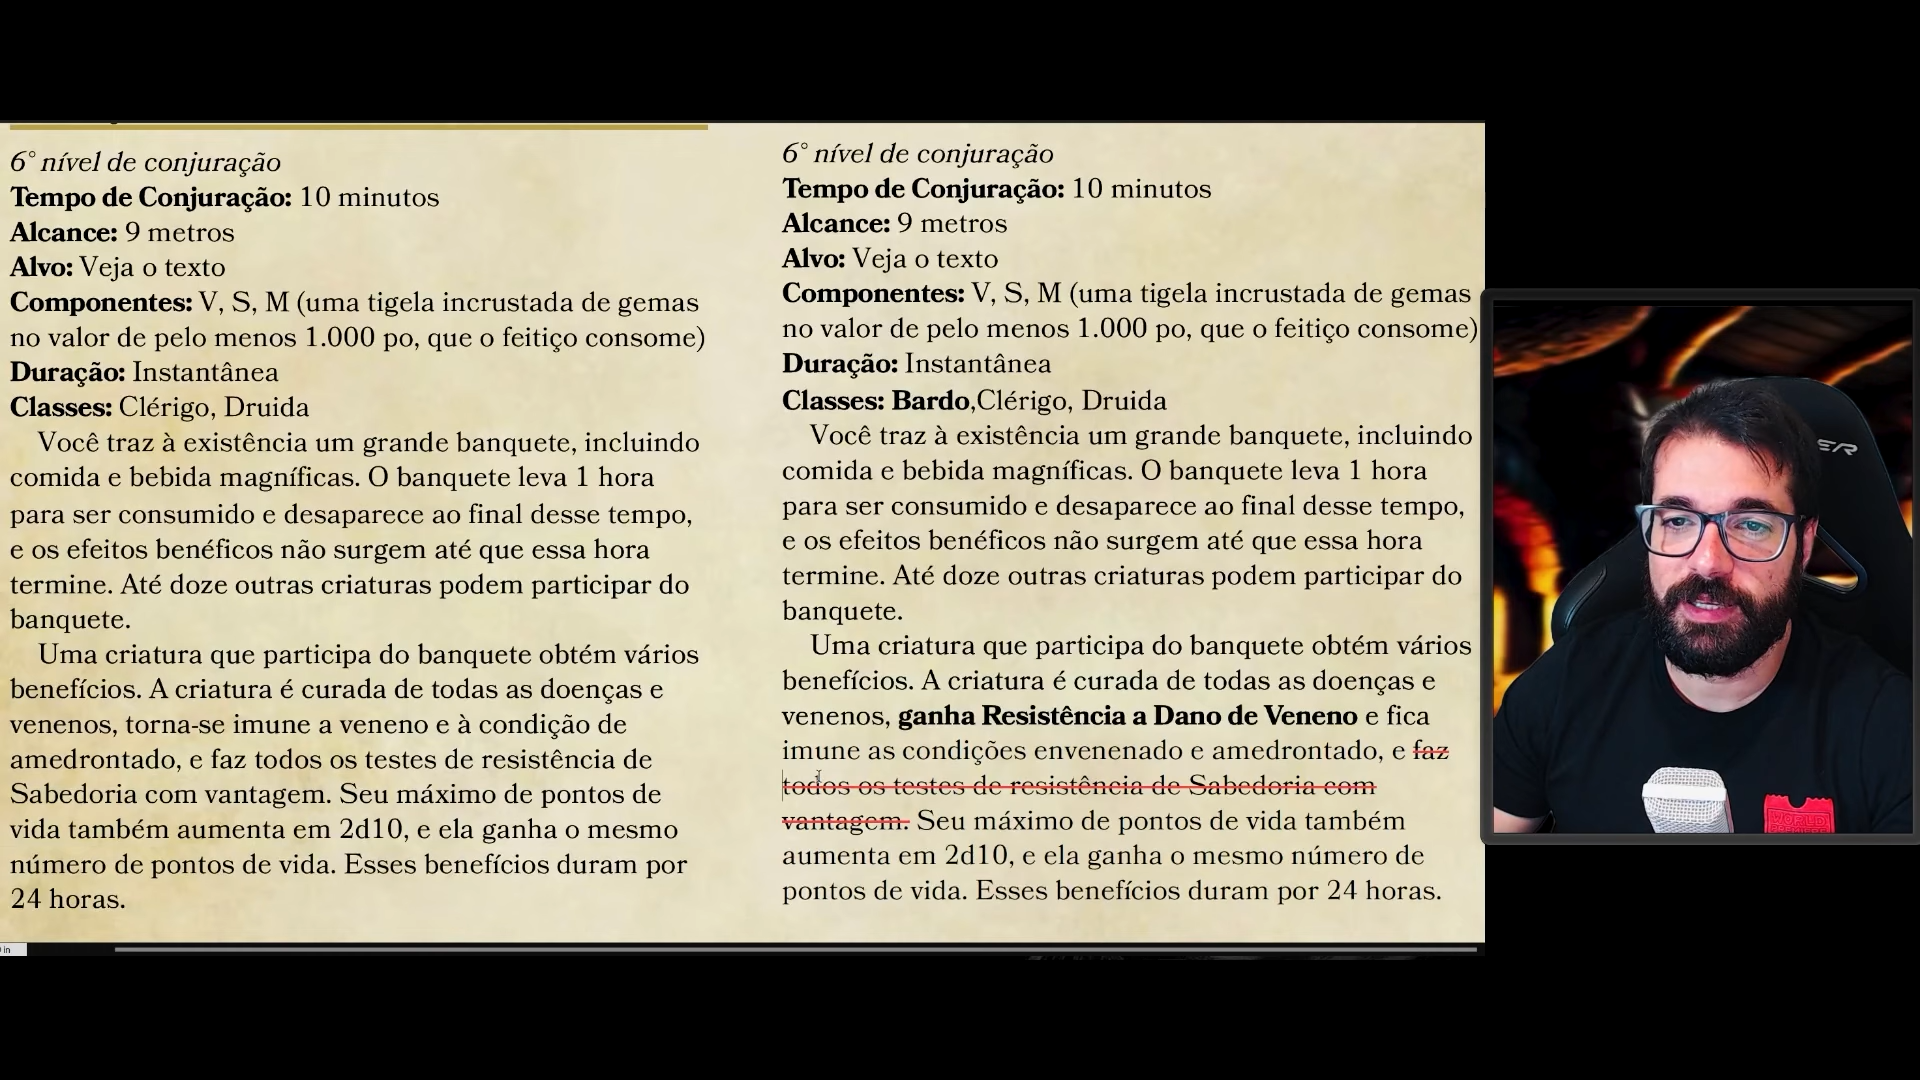 6° nível de conjuração
Tempo de Conjuração: 10 minutos
Alcance: 9 metros
Alvo: Veja o texto
Componentes: V, S, M (uma tigela incrustada de gemas
no valor de pelo menos 1.000 po, que o feitiço consome)
Duração: Instantânea
Classes: Clérigo, Druida
Você traz à existência um grande banquete, incluindo
comida e bebida magníficas. O banquete leva 1 hora
para ser consumido e desaparece ao final desse tempo,
e os efeitos benéficos não surgem até que essa hora
termine. Até doze outras criaturas podem participar do
banquete.
Uma criatura que participa do banquete obtém vários
benefícios. A criatura é curada de todas as doenças e
venenos, torna-se imune a veneno e à condição de
amedrontado, e faz todos os testes de resistência de
Sabedoria com vantagem. Seu máximo de pontos de
vida também aumenta em 2d10, e ela ganha o mesmo
número de pontos de vida. Esses benefícios duram por
24 horas.
in
6° nível de conjuração
Tempo de Conjuração: 10 minutos
Alcance: 9 metros
Alvo: Veja o texto
Componentes: V, S, M (uma tigela incrustada de gemas
no valor de pelo menos 1.000 po, que o feitiço consome)
Duração: Instantânea
Classes: Bardo,Clérigo, Druida
Você traz à existência um grande banquete, incluindo
comida e bebida magníficas. O banquete leva 1 hora
para ser consumido e desaparece ao final desse tempo,
e os efeitos benéficos não surgem até que essa hora
termine. Até doze outras criaturas podem participar do
banquete.
Uma criatura que participa do banquete obtém vários
benefícios. A criatura é curada de todas as doenças e
venenos, ganha Resistência a Dano de Veneno e fica
imune as condições envenenado e amedrontado, e faz
todos os testes de resistência de Sabedoria com
vantagem. Seu máximo de pontos de vida também
aumenta em 2d10, e ela ganha o mesmo número de
pontos de vida. Esses benefícios duram por 24 horas.
WORLD